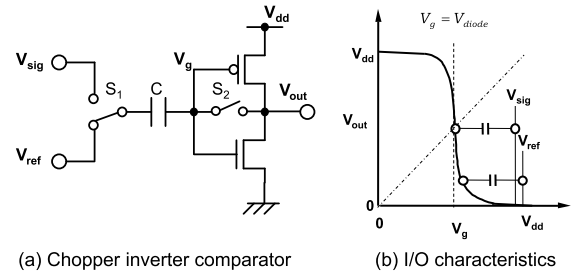 Vdd
Vg
Vsig
S1
C
S2
Vout
Vref
(a) Chopper inverter comparator
Vg = Vdiode
Vdd
Vsig
Vout
Vref
0
0
Vg
Vdd
(b) I/O characteristics